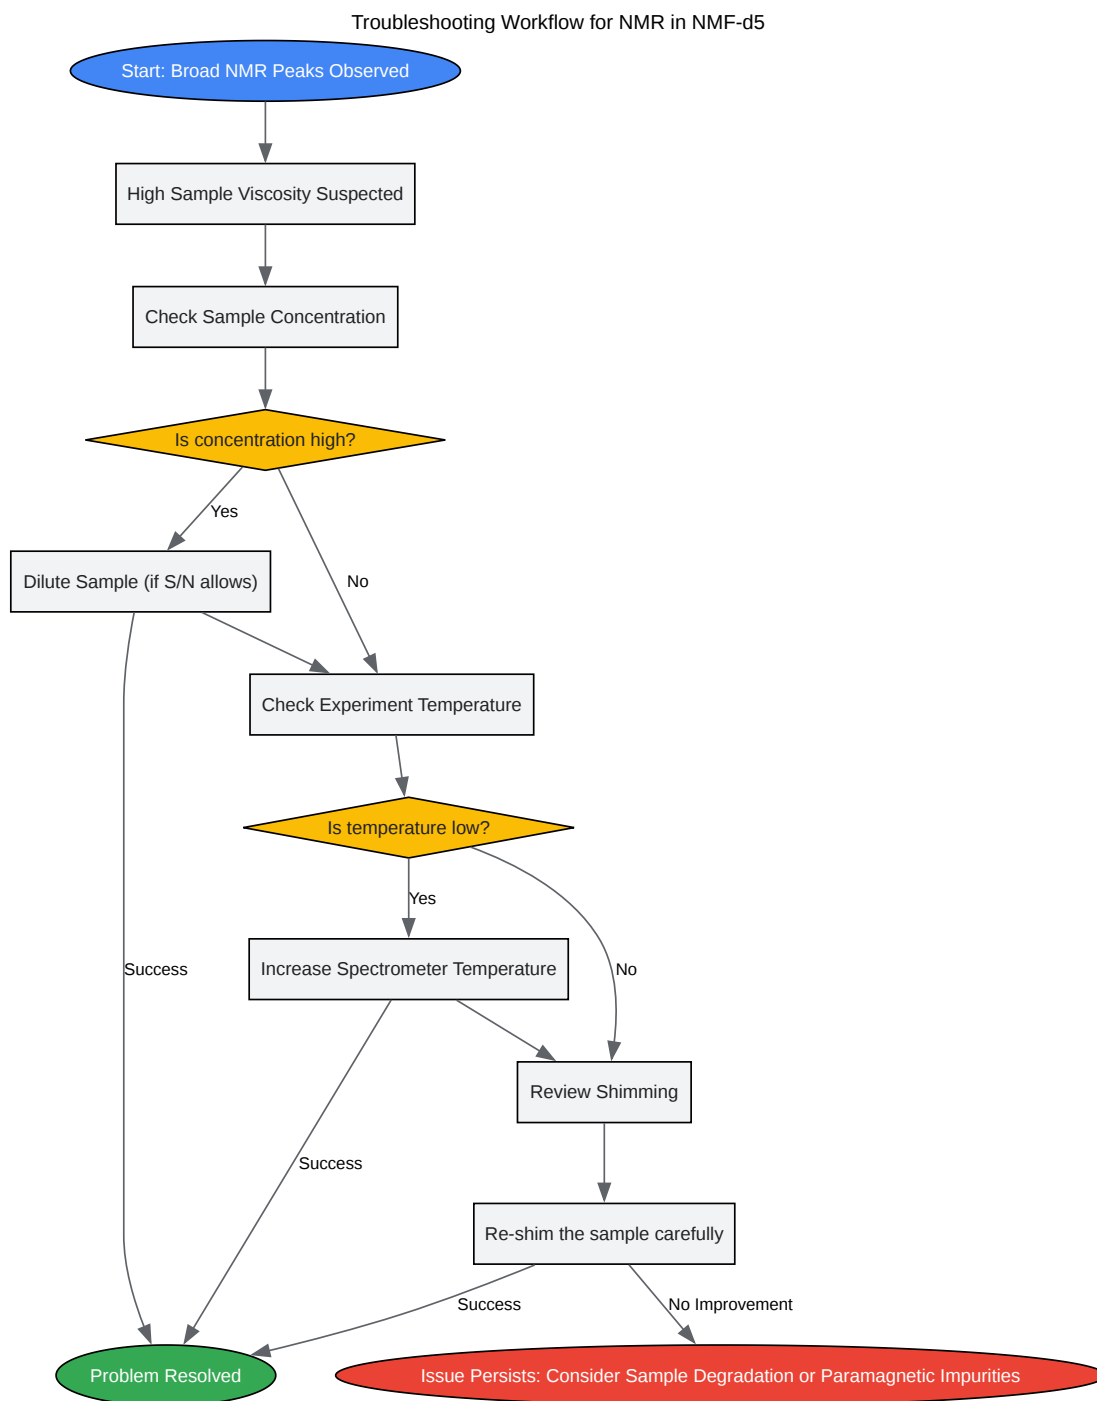 Troubleshooting Workflow for NMR in NMF-d5
Start: Broad NMR Peaks Observed
High Sample Viscosity Suspected
Check Sample Concentration
Is concentration high?
Yes
Dilute Sample (if S/N allows)
No
Check Experiment Temperature
Is temperature low?
Yes
Increase Spectrometer Temperature
Success
No
Review Shimming
Success
Re-shim the sample carefully
Success
No Improvement
Problem Resolved
Issue Persists: Consider Sample Degradation or Paramagnetic Impurities